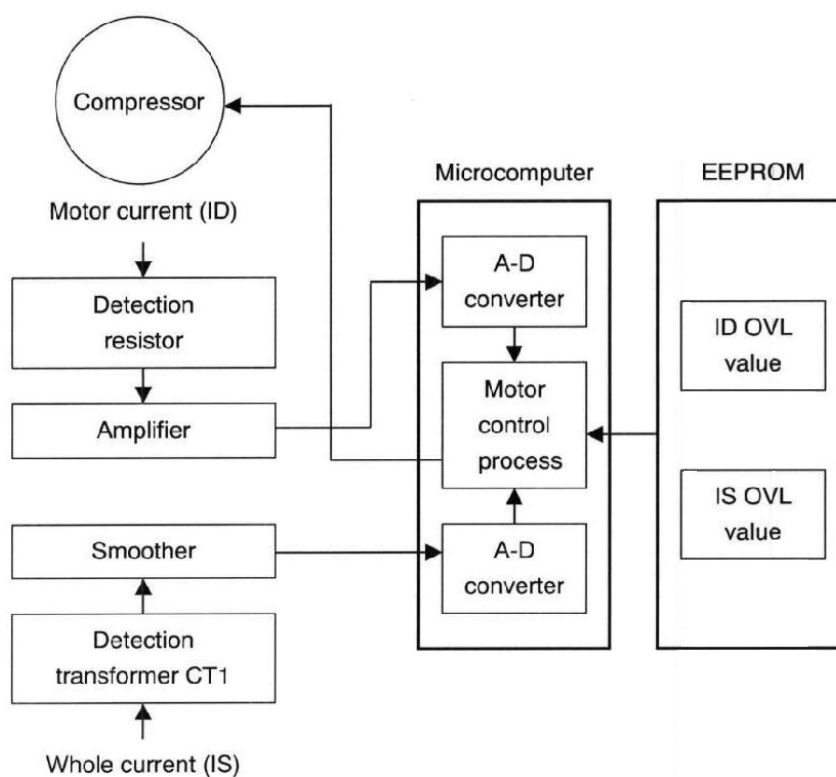 Compressor
Motor current (ID)
Detection
resistor
Amplifier
Smoother
Detection
transformer CT1
Whole current (IS)
Microcomputer
A-D
converter
Motor
control
process
A-D
converter
EEPROM
ID OVL
value
IS OVL
value